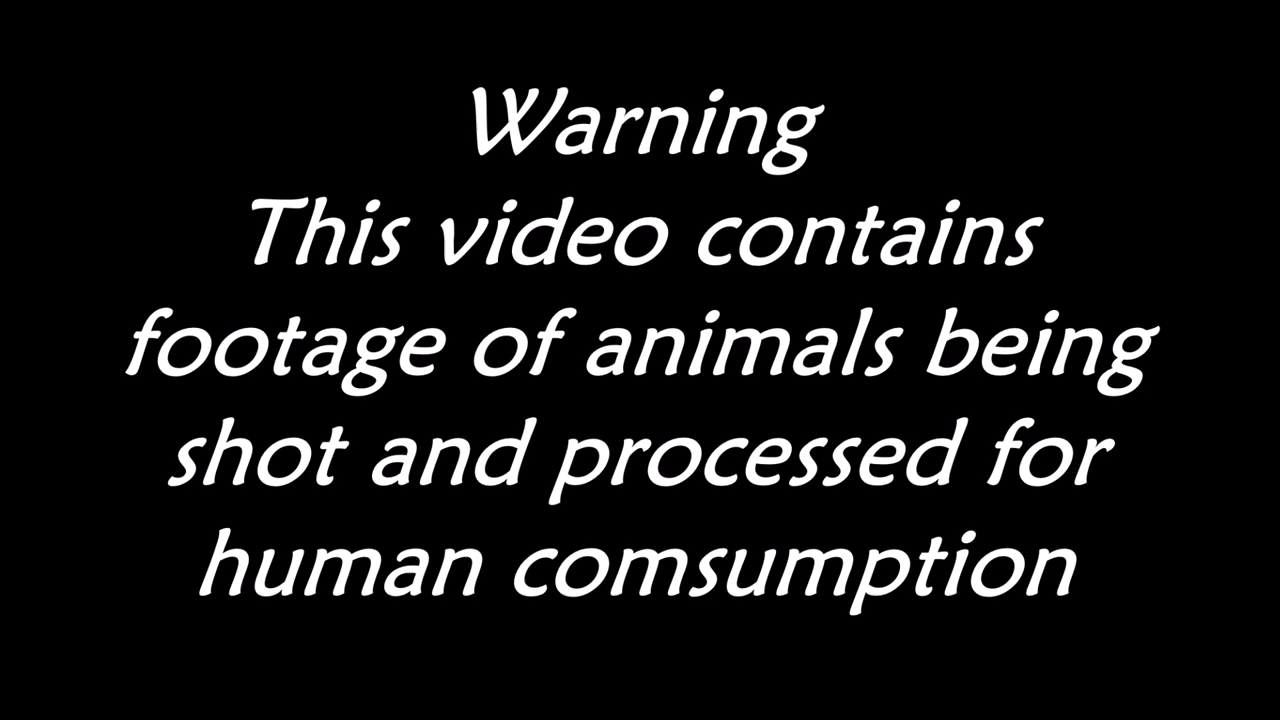 Warning
This video contains
footage of animals being
shot and processed for
human comsumption